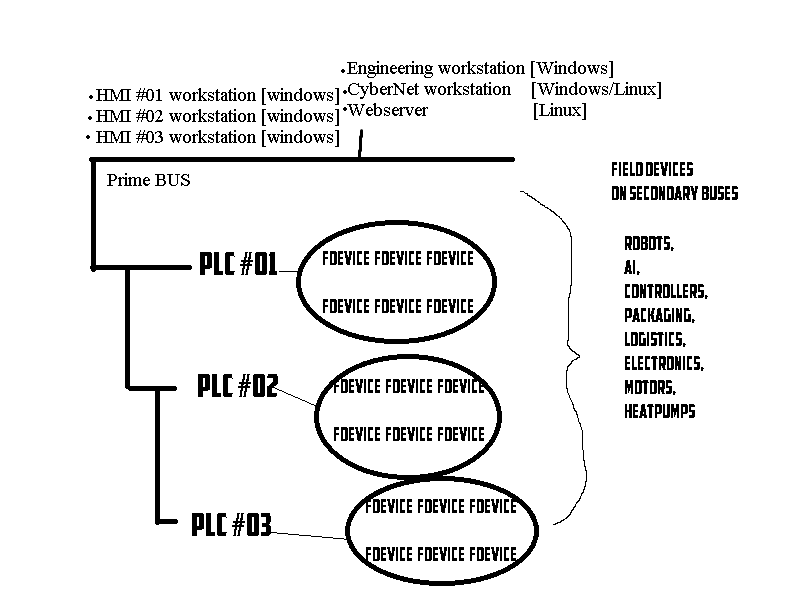 •Engineering workstation [Windows]
•CyberNet workstation [Windows/Linux]
•Webserver [Linux]
•HMI #01 workstation [windows]
•HMI #02 workstation [windows]
• HMI #03 workstation [windows]
Prime BUS
FIELD DEVICES
ON SECONDARY BUSES
ROBOTS,
AI,
CONTROLLERS,
PACKAGING,
LOGISTICS,
ELECTRONICS,
MOTORS,
HEATPUMPS
PLC #01
FDEVICE FDEVICE FDEVICE
FDEVICE FDEVICE FDEVICE
PLC #02
FDEVICE FDEVICE FDEVICE
FDEVICE FDEVICE FDEVICE
PLC #03
FDEVICE FDEVICE FDEVICE
FDEVICE FDEVICE FDEVICE